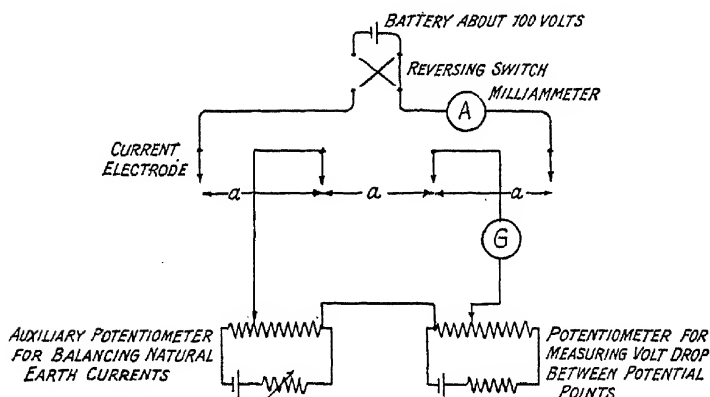 BATTERY ABOUT 100 VOLTS
REVERSING SWITCH
MILLIAMMETER
A
CURRENT
ELECTRODE
a a a
G
AUXILIARY POTENTIOMETER
FOR BALANCING NATURAL
EARTH CURRENTS
POTENTIOMETER FOR
MEASURING VOLT DROP
BETWEEN POTENTIAL
POINTS